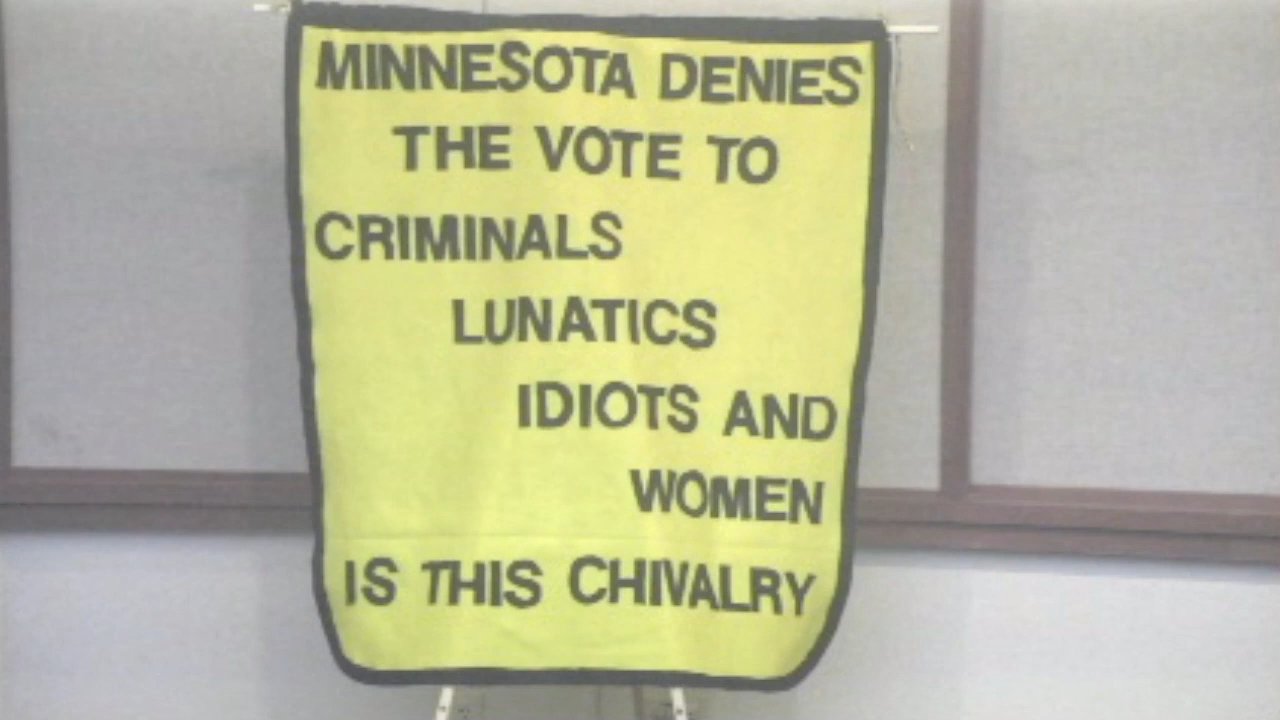 MINNESOTA DENIES
THE VOTE TO
CRIMINALS
LUNATICS
IDIOTS AND
WOMEN
IS THIS CHIVALRY